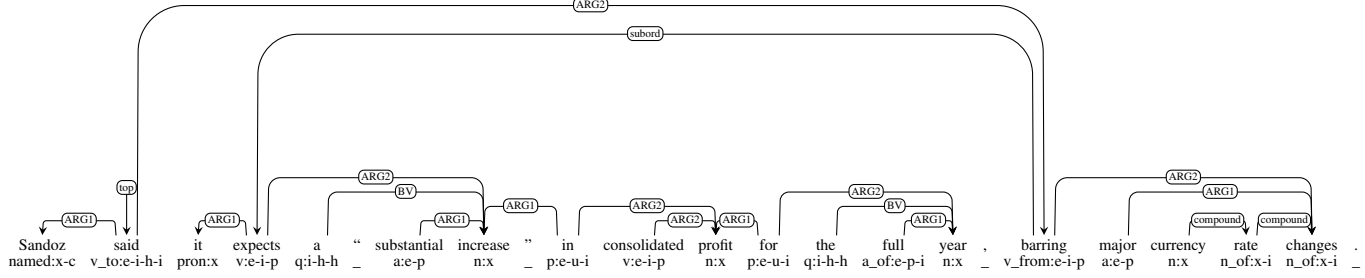 ARG2
subord
top ARG2 ARG2 ARG2
BV BV ARG1
ARG1 ARG1 ARG1 ARG1 ARG2 ARG2 ARG1 ARG1 compound compound
Sandoz said it expects a “ substantial increase ” in consolidated profit for the full year , barring major currency rate changes .
named:x-c v_to:e-i-h-i pron:x v:e-i-p q:i-h-h _ a:e-p n:x _ p:e-u-i v:e-i-p n:x p:e-u-i q:i-h-h a_of:e-p-i n:x _ v_from:e-i-p a:e-p n:x n_of:x-i n_of:x-i _